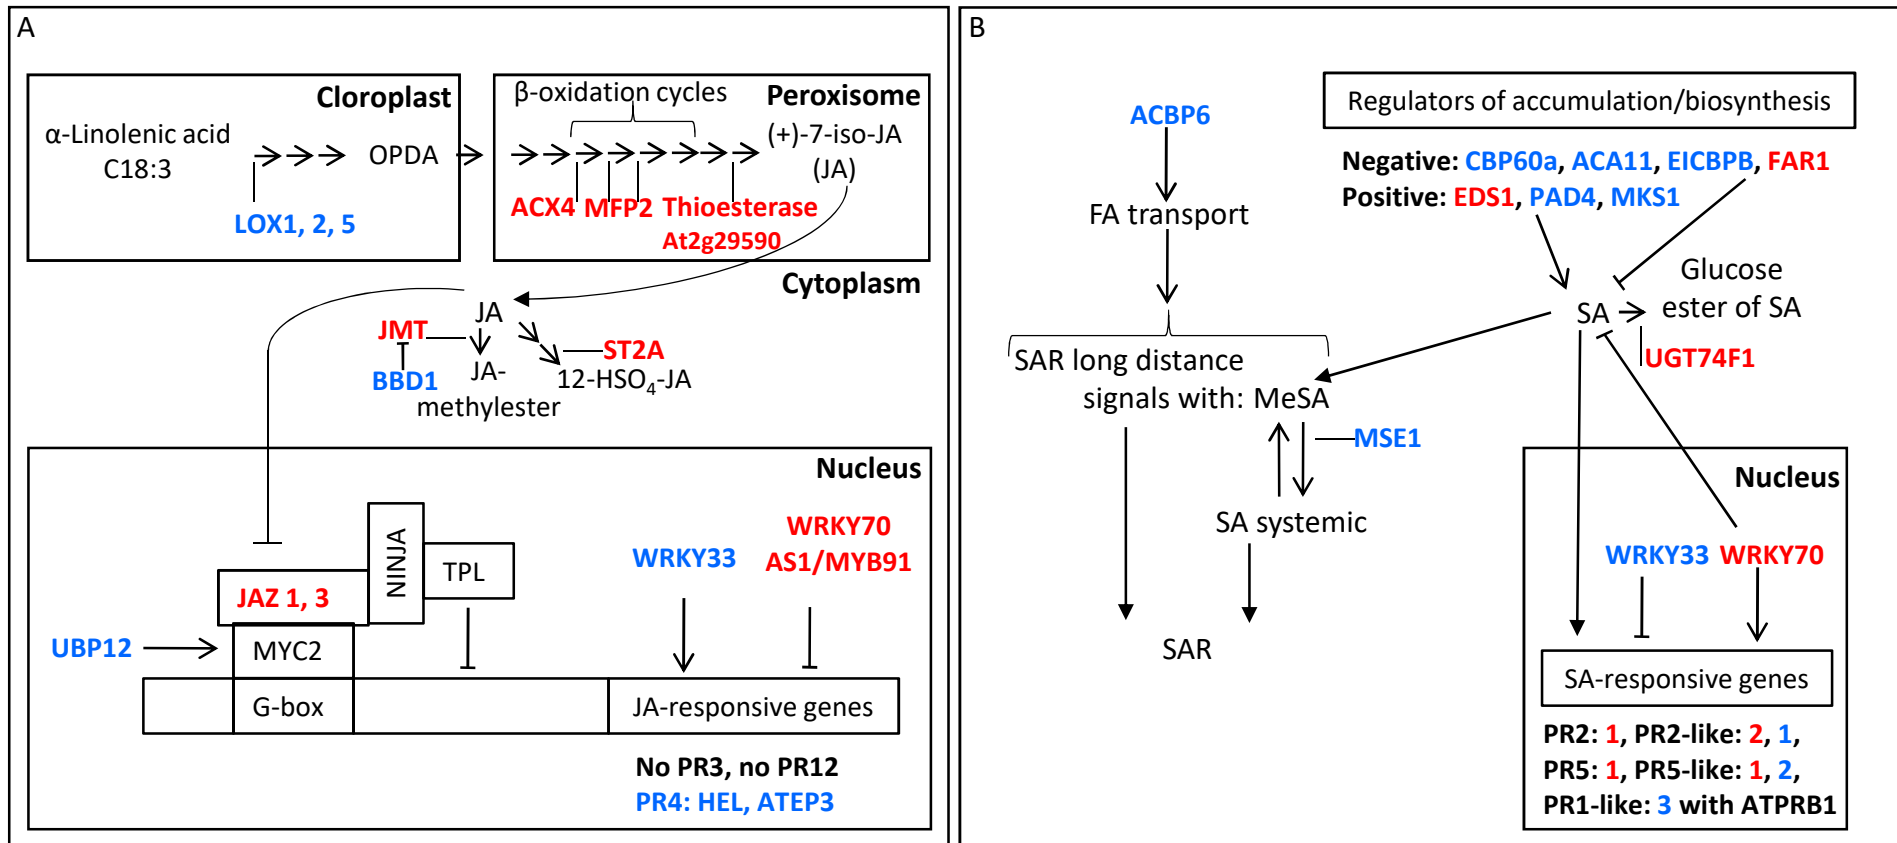 A
Cloroplast
α-Linolenic acid
C18:3
OPDA
LOX1, 2, 5
β-oxidation cycles
Peroxisome
(+)-7-iso-JA
(JA)
ACX4
MFP2
Thioesterase
At2g29590
Cytoplasm
JA
JMT
BBD1
JA-
methylester
ST2A
12-HSO₄-JA
Nucleus
NINJA
TPL
JAZ 1, 3
UBP12
MYC2
G-box
WRKY33
WRKY70
AS1/MYB91
JA-responsive genes
No PR3, no PR12
PR4: HEL, ATEP3
B
ACBP6
FA transport
Regulators of accumulation/biosynthesis
Negative: CBP60a, ACA11, EICBPB, FAR1
Positive: EDS1, PAD4, MKS1
SA
Glucose
ester of SA
UGT74F1
SAR long distance
signals with: MeSA
MSE1
SA systemic
SAR
Nucleus
WRKY33
WRKY70
SA-responsive genes
PR2: 1, PR2-like: 2, 1,
PR5: 1, PR5-like: 1, 2,
PR1-like: 3 with ATPRB1